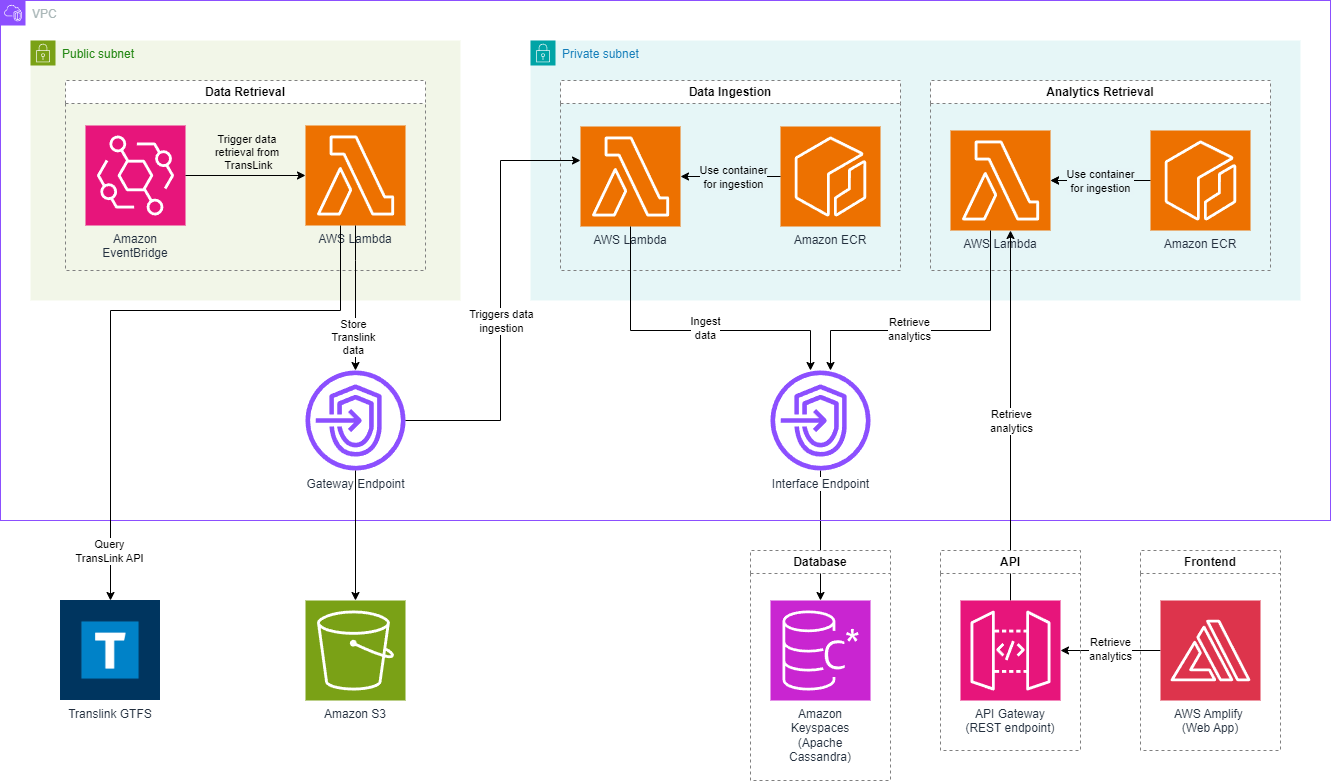 VPC
Public subnet
Private subnet
Data Retrieval
Data Ingestion
Analytics Retrieval
Trigger data
retrieval from
TransLink
Use container
for ingestion
Use container
for ingestion
Amazon
EventBridge
AWS Lambda
AWS Lambda
Amazon ECR
AWS Lambda
Amazon ECR
Store
Translink
data
Triggers data
ingestion
Ingest
data
Retrieve
analytics
Retrieve
analytics
Gateway Endpoint
Interface Endpoint
Query
TransLink API
Database
API
Frontend
T
C*
</>
Retrieve
analytics
Translink GTFS
Amazon S3
Amazon
Keyspaces
(Apache
Cassandra)
API Gateway
(REST endpoint)
AWS Amplify
(Web App)